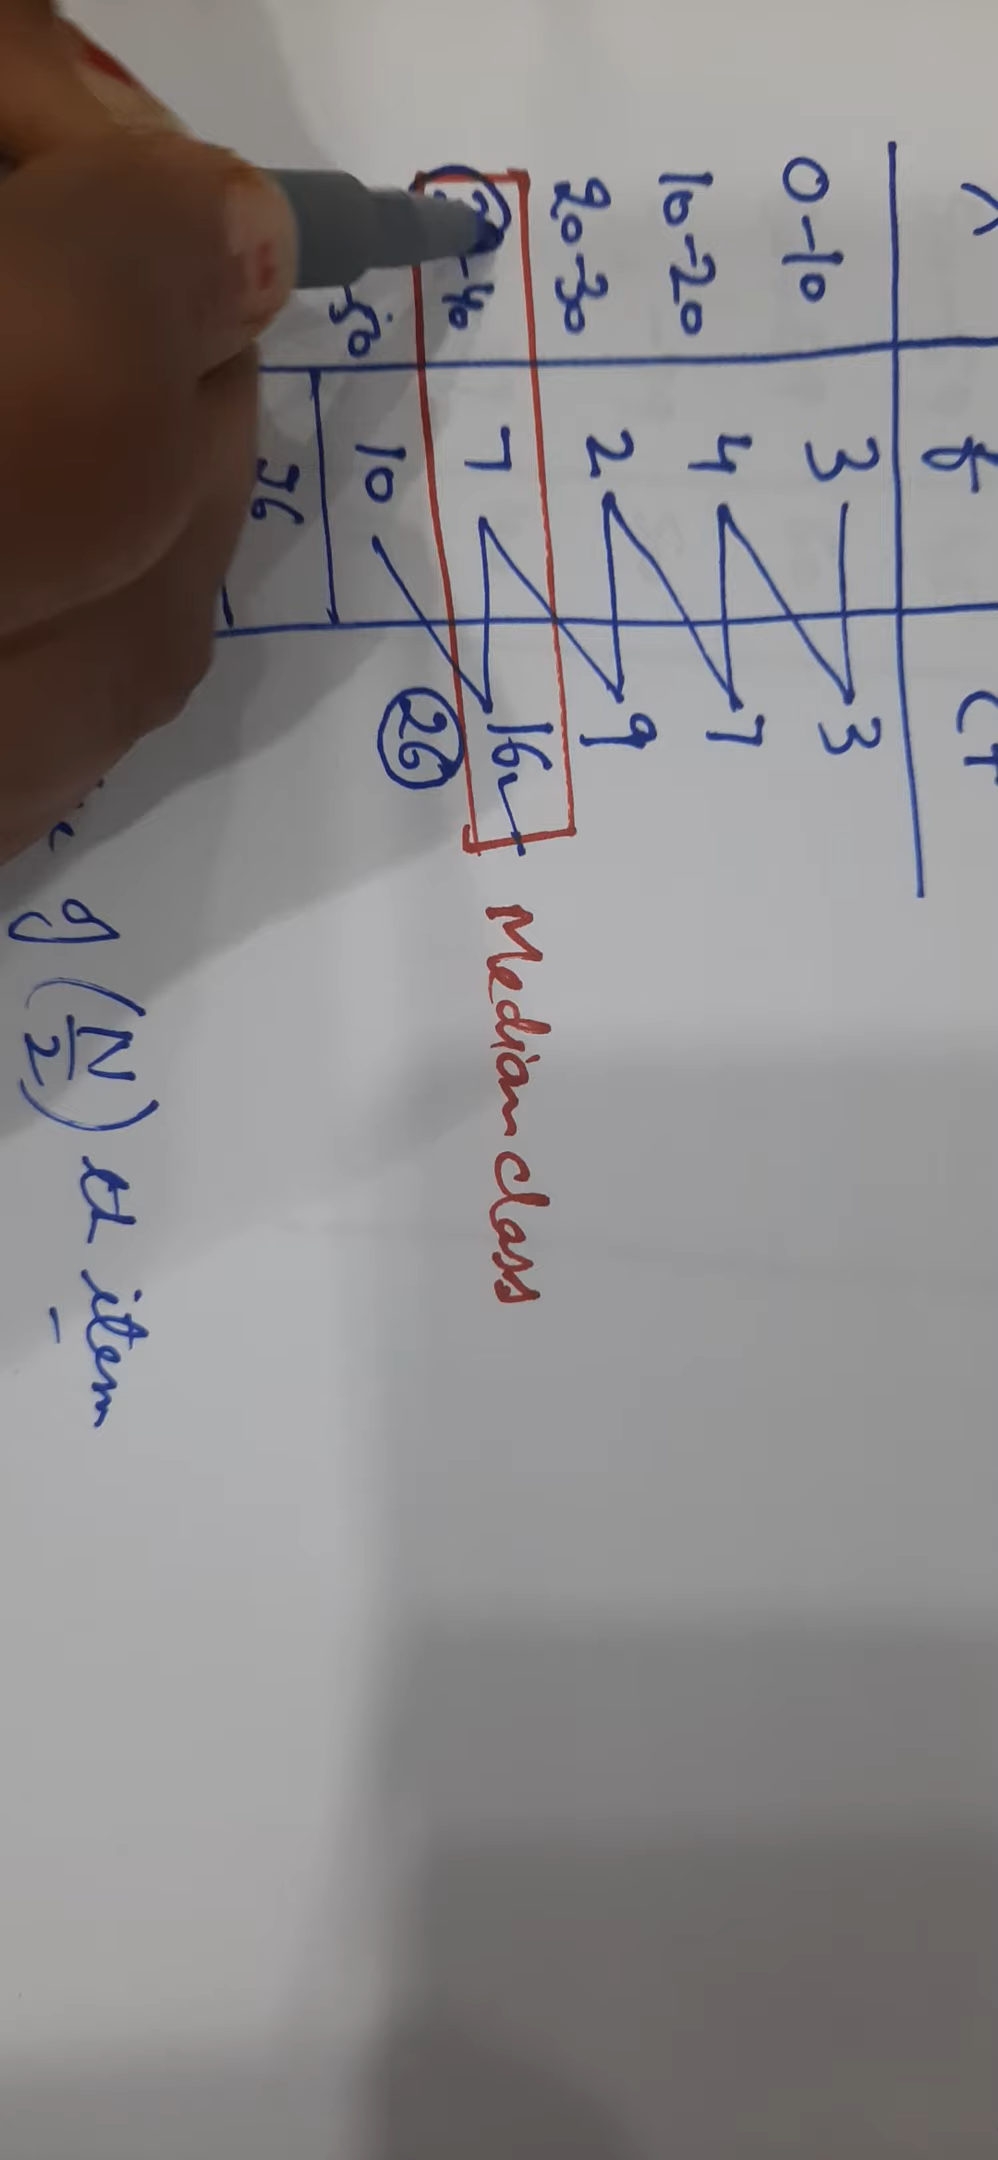 X f CF
0-10 3 3
10-20 4 7
20-30 2 9
-40 7 16 Median class
-50 10 26
g (N/2) th item